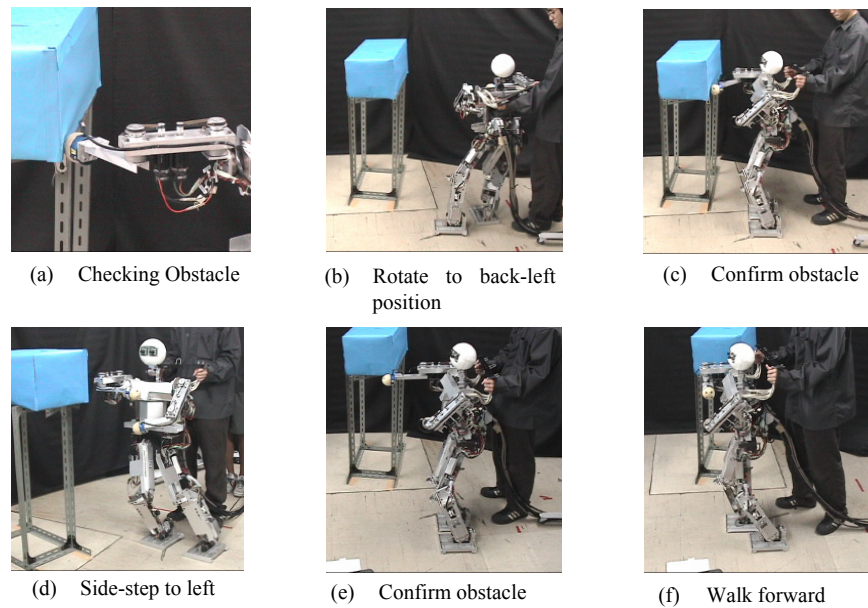 (a) Checking Obstacle
(b) Rotate to back-left
position
(c) Confirm obstacle
(d) Side-step to left
(e) Confirm obstacle
(f) Walk forward